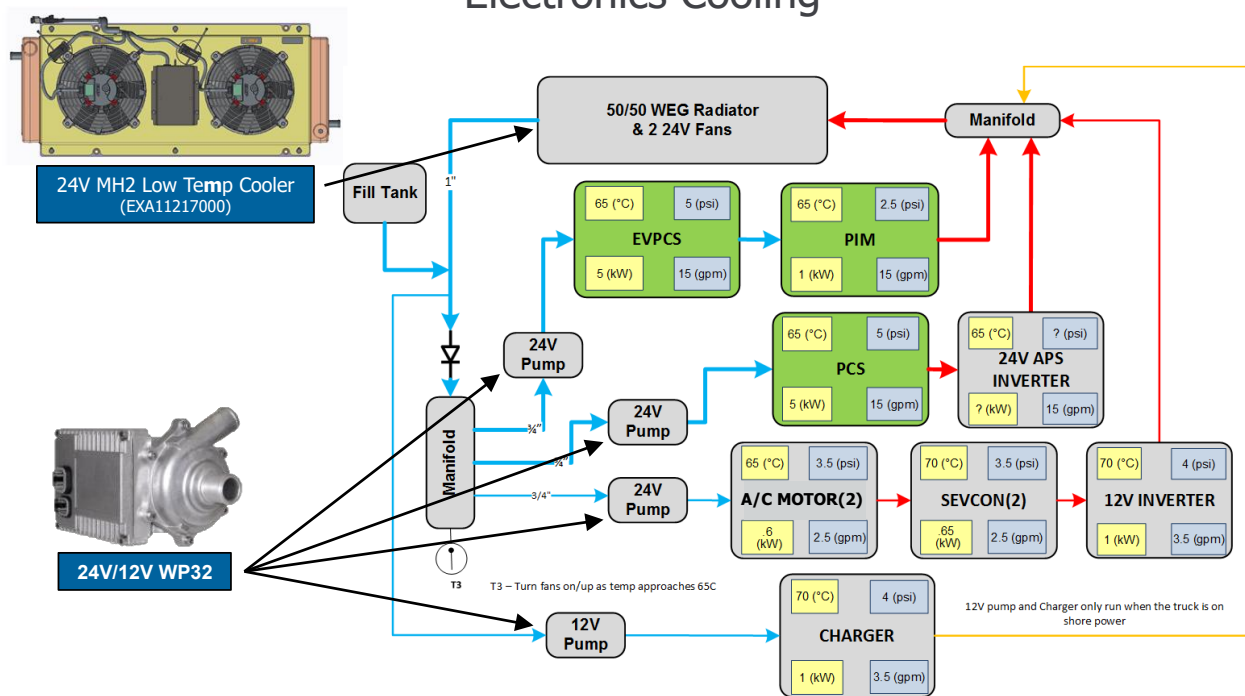 Electronics Cooling
24V MH2 Low Temp Cooler
(EXA11217000)
Fill Tank
1"
50/50 WEG Radiator
& 2 24V Fans
Manifold
65 (°C)
5 (psi)
EVPCS
5 (kW)
15 (gpm)
65 (°C)
2.5 (psi)
PIM
1 (kW)
15 (gpm)
24V
Pump
65 (°C)
5 (psi)
PCS
5 (kW)
15 (gpm)
65 (°C)
? (psi)
24V APS
INVERTER
? (kW)
15 (gpm)
Manifold
¾"
24V
Pump
3/4"
24V
Pump
65 (°C)
3.5 (psi)
A/C MOTOR(2)
.6
(kW)
2.5 (gpm)
70 (°C)
3.5 (psi)
SEVCON(2)
.65
(kW)
2.5 (gpm)
70 (°C)
4 (psi)
12V INVERTER
1 (kW)
3.5 (gpm)
24V/12V WP32
T3
T3 – Turn fans on/up as temp approaches 65C
12V
Pump
70 (°C)
4 (psi)
CHARGER
1 (kW)
3.5 (gpm)
12V pump and Charger only run when the truck is on
shore power